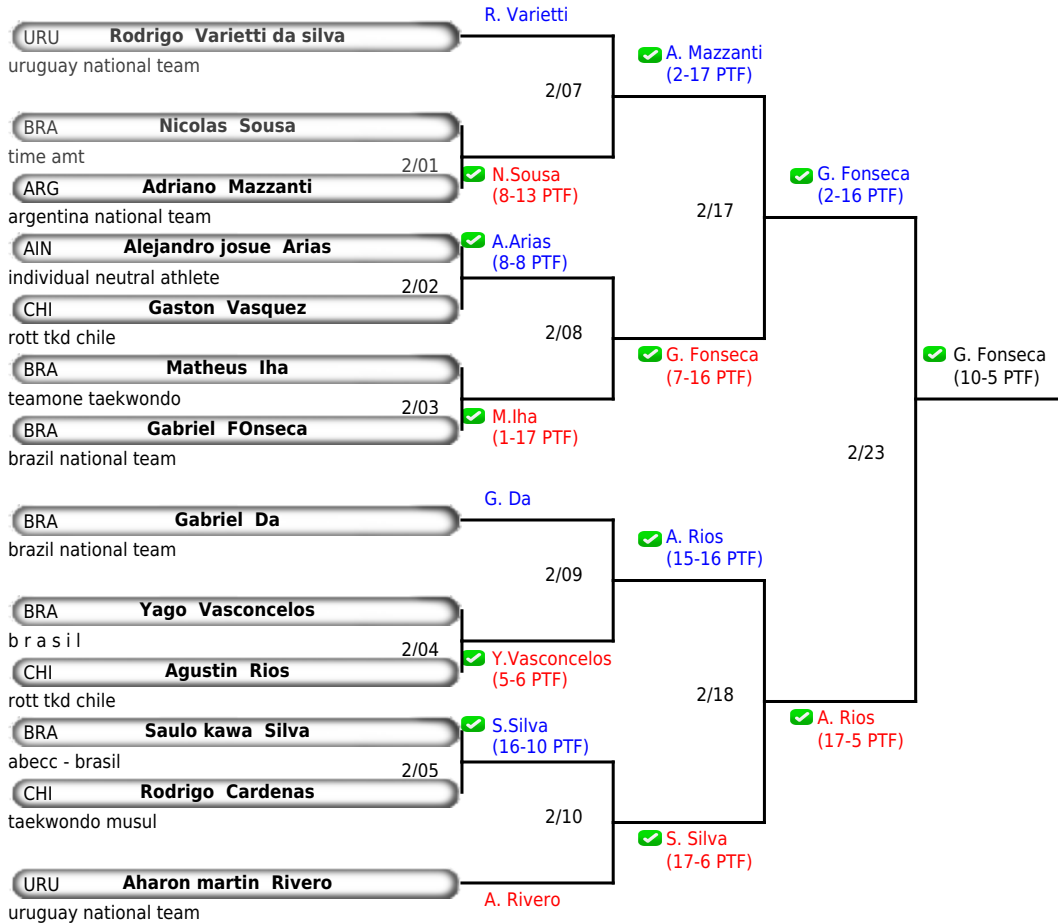 R. Varietti
URU Rodrigo Varietti da silva
uruguay national team
A. Mazzanti
(2-17 PTF)
2/07
BRA Nicolas Sousa
time amt
2/01
N.Sousa
(8-13 PTF)
ARG Adriano Mazzanti
argentina national team
G. Fonseca
(2-16 PTF)
2/17
AIN Alejandro josue Arias
individual neutral athlete
A.Arias
(8-8 PTF)
2/02
CHI Gaston Vasquez
rott tkd chile
2/08
G. Fonseca
(7-16 PTF)
G. Fonseca
(10-5 PTF)
BRA Matheus Iha
teamone taekwondo
2/03
M.Iha
(1-17 PTF)
BRA Gabriel FOnseca
brazil national team
2/23
G. Da
BRA Gabriel Da
brazil national team
A. Rios
(15-16 PTF)
2/09
BRA Yago Vasconcelos
b r a s i l
2/04
Y.Vasconcelos
(5-6 PTF)
CHI Agustin Rios
rott tkd chile
2/18
A. Rios
(17-5 PTF)
BRA Saulo kawa Silva
abecc - brasil
S.Silva
(16-10 PTF)
2/05
CHI Rodrigo Cardenas
taekwondo musul
2/10
S. Silva
(17-6 PTF)
URU Aharon martin Rivero
uruguay national team
A. Rivero